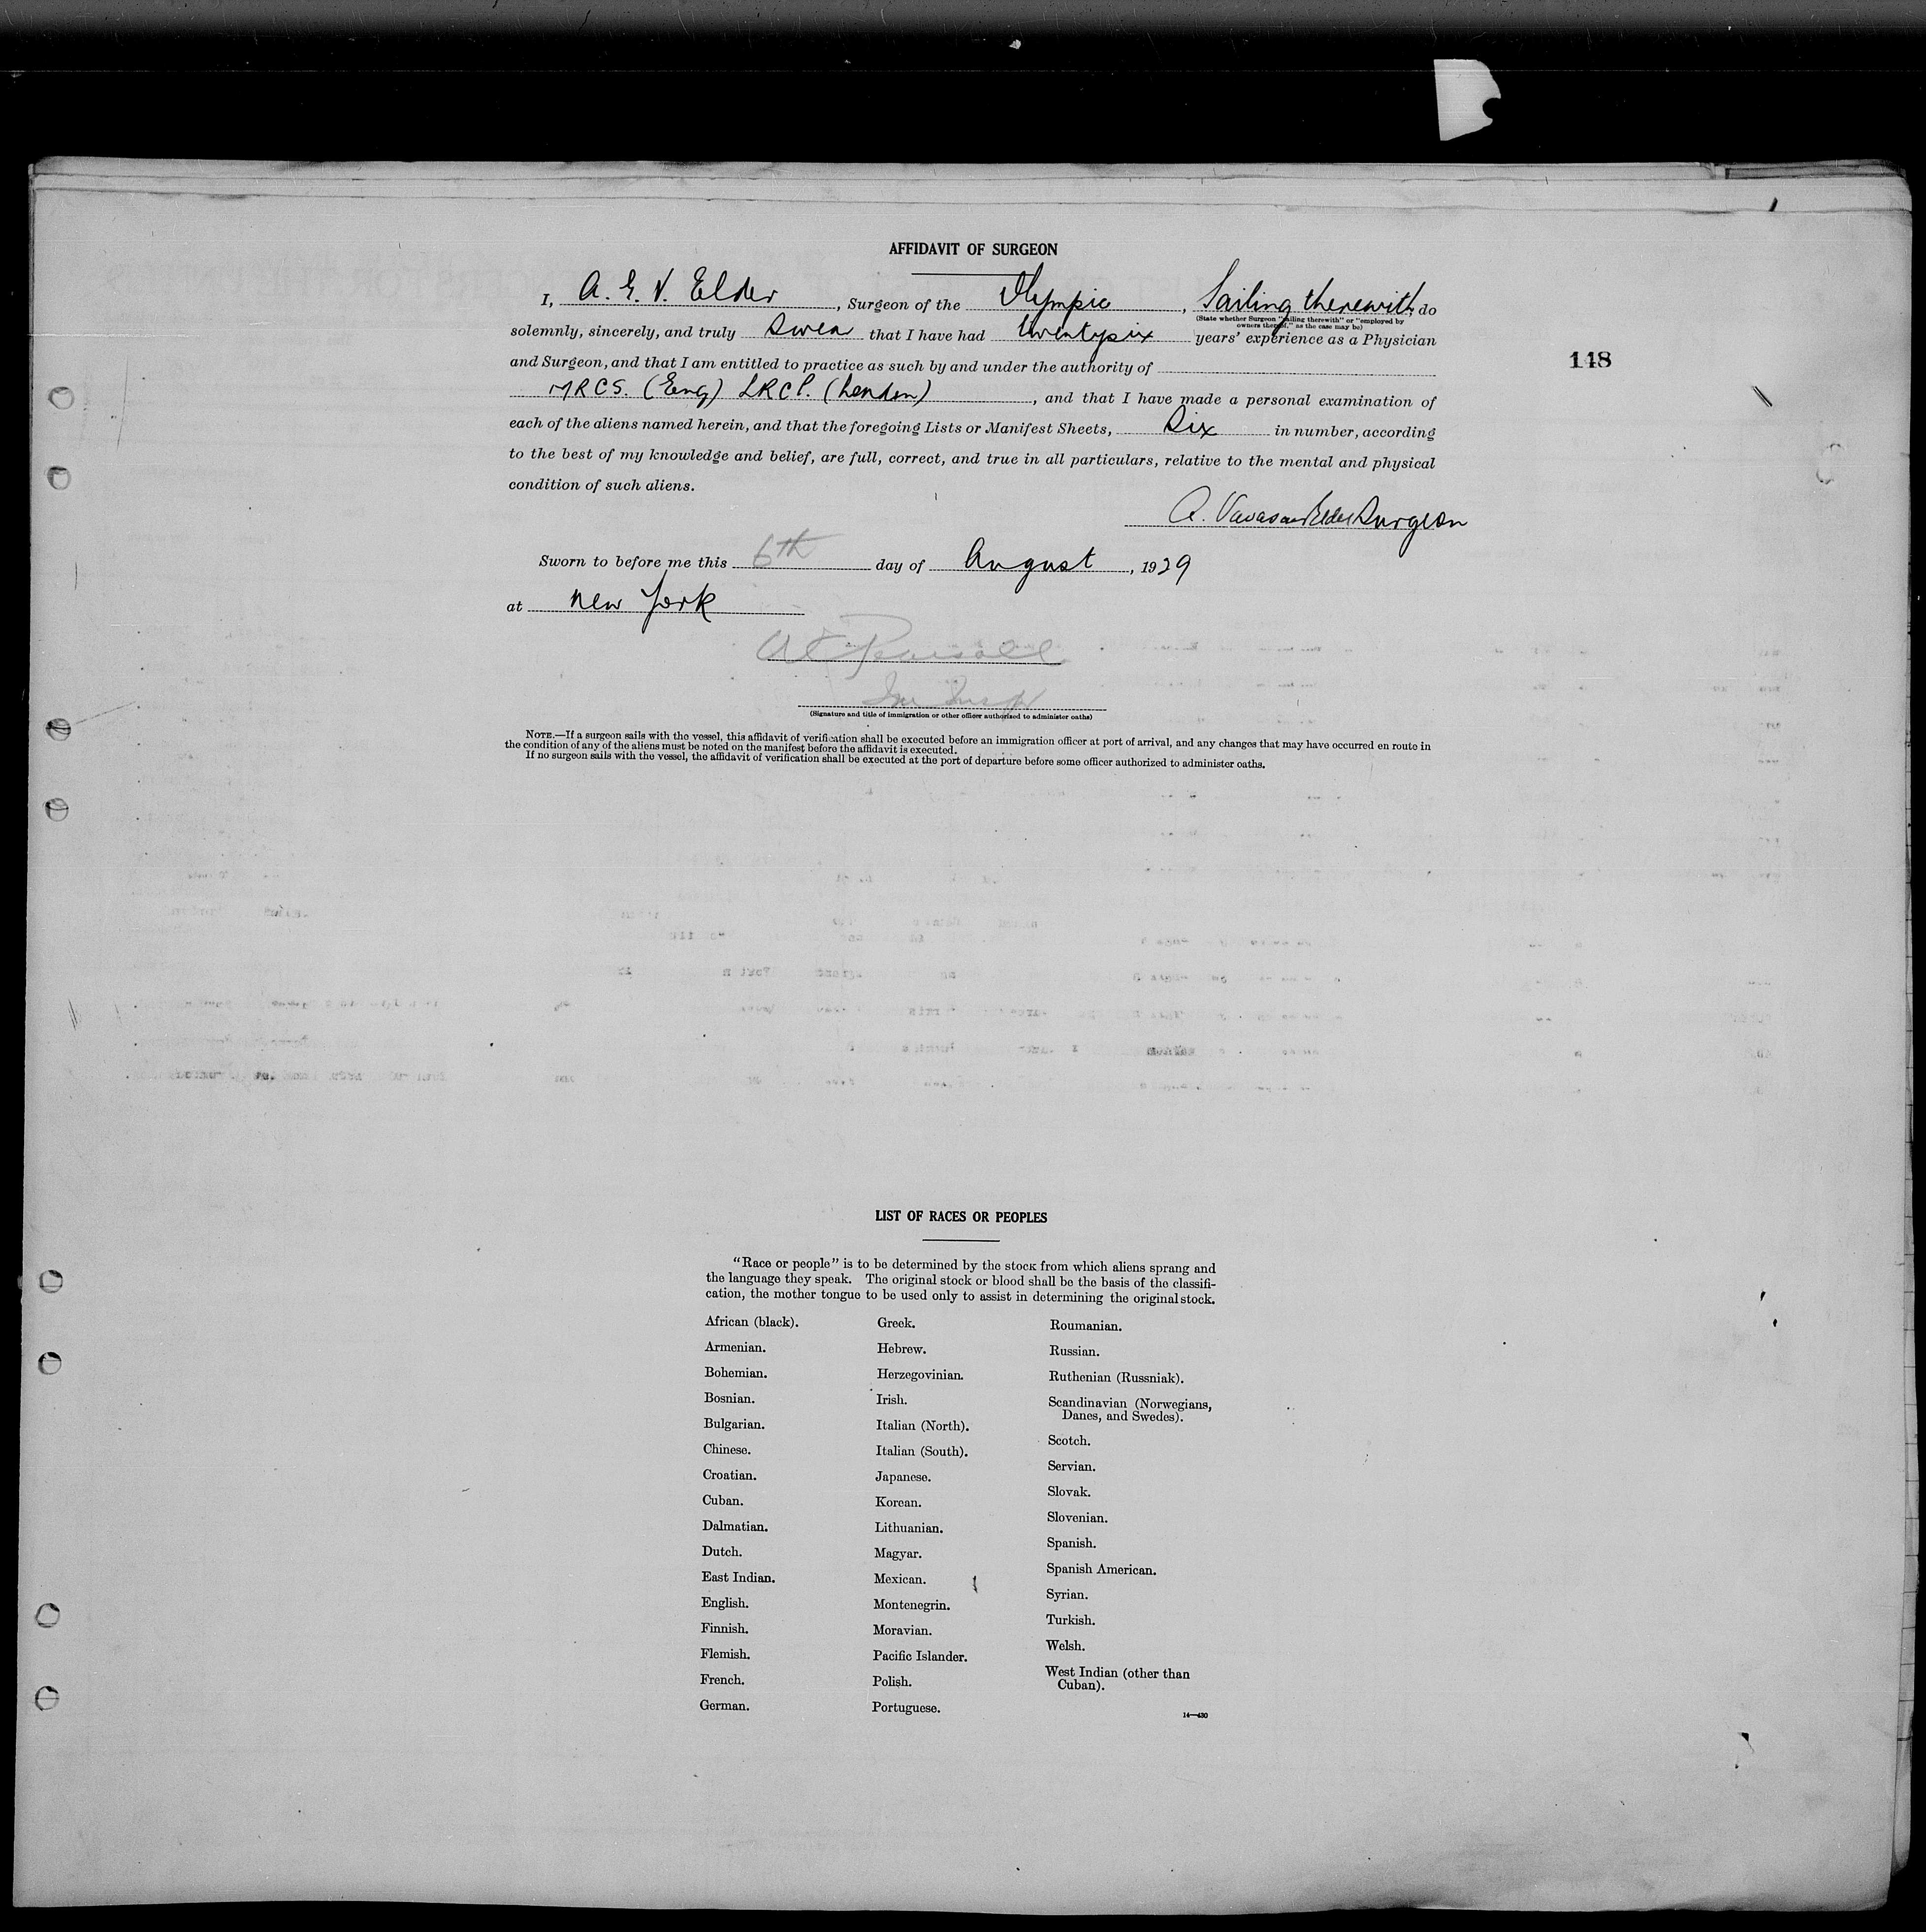 AFFIDAVIT OF SURGEON
I, A. E. V. Elder, Surgeon of the Olympic, Sailing therewith, do
(State whether Surgeon "sailing therewith" or "employed by
owners thereof," as the case may be)
solemnly, sincerely, and truly Swear that I have had twentysix years' experience as a Physician
148
and Surgeon, and that I am entitled to practice as such by and under the authority of
MRCS. (Eng) LRCP. (London), and that I have made a personal examination of
each of the aliens named herein, and that the foregoing Lists or Manifest Sheets, Six in number, according
to the best of my knowledge and belief, are full, correct, and true in all particulars, relative to the mental and physical
condition of such aliens.
A. Vavasour Elder Surgeon
Sworn to before me this 6th day of August, 1929
at New York
Pearsall
(Signature and title of immigration or other officer authorized to administer oaths)
NOTE.—If a surgeon sails with the vessel, this affidavit of verification shall be executed before an immigration officer at port of arrival, and any changes that may have occurred en route in
the condition of any of the aliens must be noted on the manifest before the affidavit is executed.
If no surgeon sails with the vessel, the affidavit of verification shall be executed at the port of departure before some officer authorized to administer oaths.
LIST OF RACES OR PEOPLES
"Race or people" is to be determined by the stock from which aliens sprang and
the language they speak. The original stock or blood shall be the basis of the classifi-
cation, the mother tongue to be used only to assist in determining the original stock.
African (black).
Armenian.
Bohemian.
Bosnian.
Bulgarian.
Chinese.
Croatian.
Cuban.
Dalmatian.
Dutch.
East Indian.
English.
Finnish.
Flemish.
French.
German.
Greek.
Hebrew.
Herzegovinian.
Irish.
Italian (North).
Italian (South).
Japanese.
Korean.
Lithuanian.
Magyar.
Mexican.
Montenegrin.
Moravian.
Pacific Islander.
Polish.
Portuguese.
Roumanian.
Russian.
Ruthenian (Russniak).
Scandinavian (Norwegians,
Danes, and Swedes).
Scotch.
Servian.
Slovak.
Slovenian.
Spanish.
Spanish American.
Syrian.
Turkish.
Welsh.
West Indian (other than
Cuban).
14—430